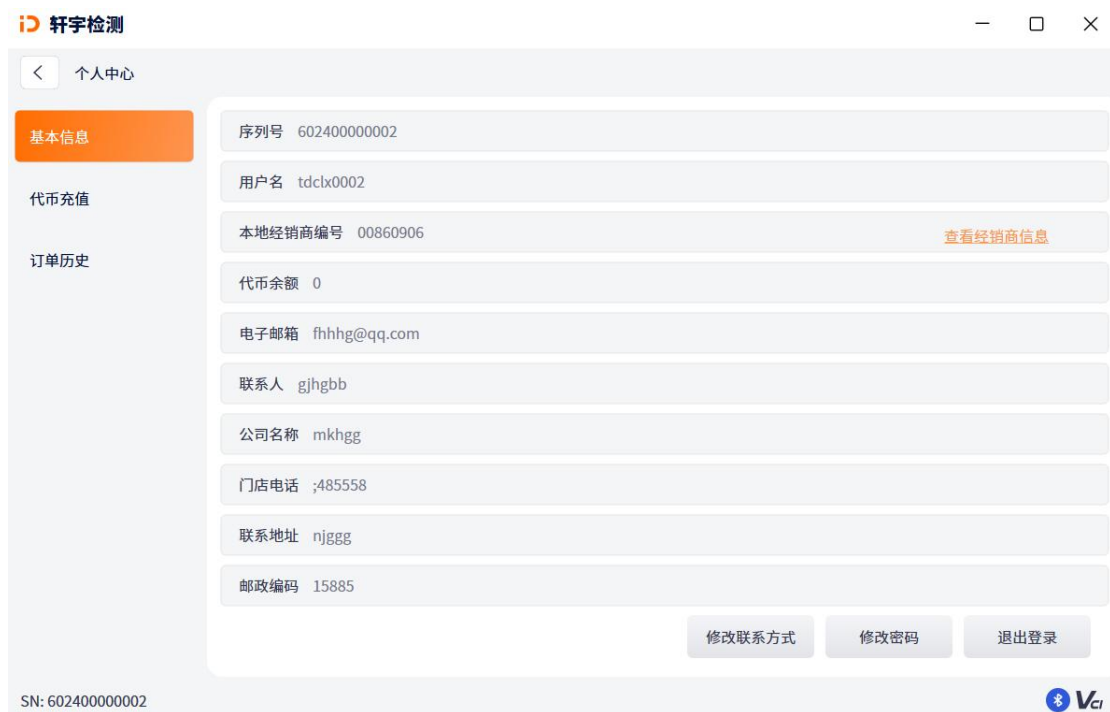 轩宇检测
个人中心
基本信息
代币充值
订单历史
序列号 602400000002
用户名 tdclx0002
本地经销商编号 00860906 查看经销商信息
代币余额 0
电子邮箱 fhhhg@qq.com
联系人 gjhgbb
公司名称 mkhgg
门店电话 ;485558
联系地址 njggg
邮政编码 15885
修改联系方式 修改密码 退出登录
SN: 602400000002 VCI